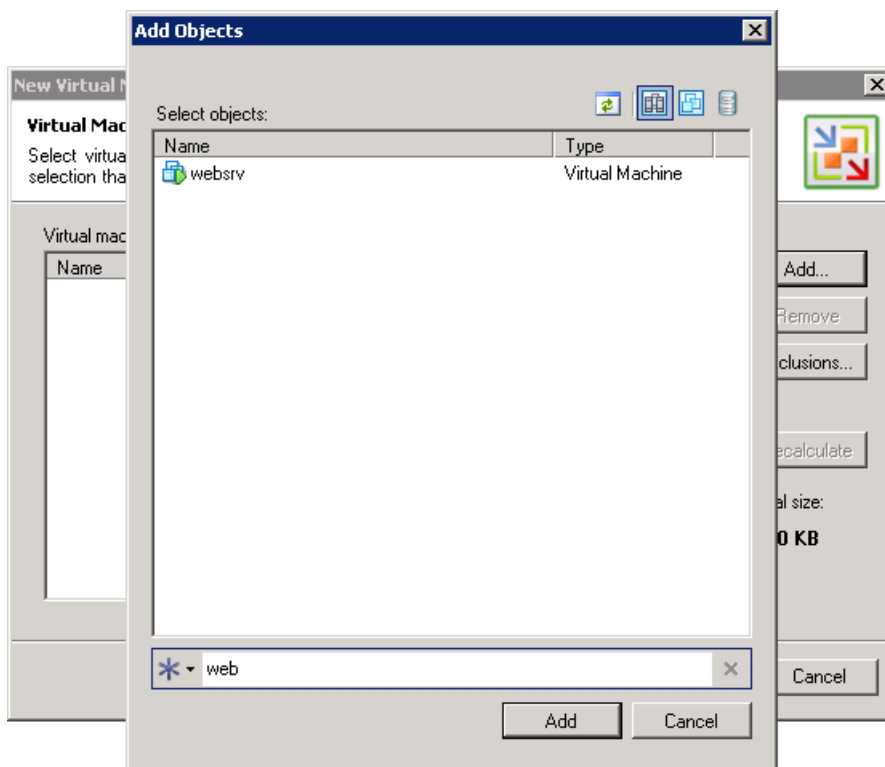 Add Objects
New Virtual
Virtual Mac
Select virtua
selection tha
Select objects:
Name Type
websrv Virtual Machine
Virtual mac
Name
Add...
Remove
clusions...
ecalculate
al size:
0 KB
web
Add Cancel
Cancel